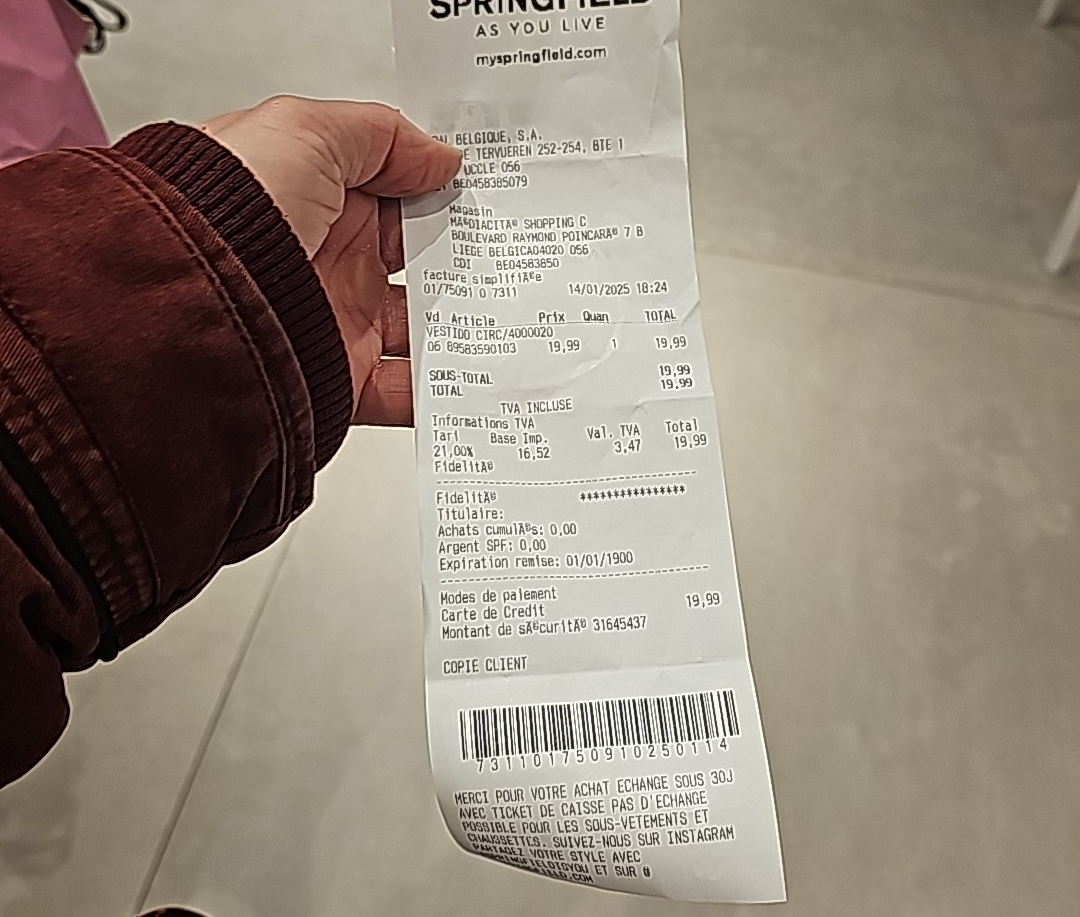 SPRINGFIELD
AS YOU LIVE
myspringfield.com
BELGIQUE, S.A.
DE TERVUEREN 252-254, BTE 1
UCCLE 056
BE0458385079
Magasin
MÃ©DIACITÃ© SHOPPING C
BOULEVARD RAYMOND POINCARÃ© 7 B
LIEGE BELGICA04020 056
CDI BE04583850
facture simplifiÃ©e
01/75091 0 7311 14/01/2025 18:24
Vd Article Prix Quan TOTAL
VESTIDO CIRC/4000020
06 89583590103 19,99 1 19,99
SOUS-TOTAL 19,99
TOTAL 19,99
TVA INCLUSE
Informations TVA
Tari Base Imp. Val. TVA Total
21,00% 16,52 3,47 19,99
FidelitÃ©
FidelitÃ© ****************
Titulaire:
Achats cumulÃ©s: 0,00
Argent SPF: 0,00
Expiration remise: 01/01/1900
Modes de paiement
Carte de Credit 19,99
Montant de sÃ©curitÃ© 31645437
COPIE CLIENT
731101750910250114
MERCI POUR VOTRE ACHAT ECHANGE SOUS 30J
AVEC TICKET DE CAISSE PAS D'ECHANGE
POSSIBLE POUR LES SOUS-VETEMENTS ET
CHAUSSETTES. SUIVEZ-NOUS SUR INSTAGRAM
PARTAGEZ VOTRE STYLE AVEC
ET SUR @